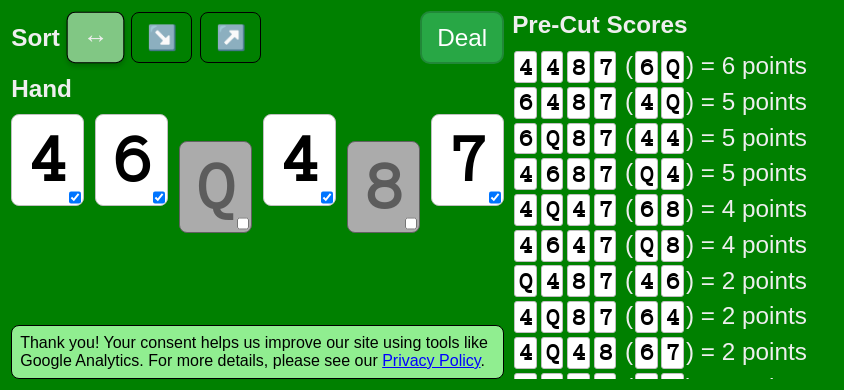 Sort ↔ ↘ ↗ Deal
Hand
4 6 Q 4 8 7
Thank you! Your consent helps us improve our site using tools like
Google Analytics. For more details, please see our Privacy Policy.
Pre-Cut Scores
4 4 8 7 (6 Q) = 6 points
6 4 8 7 (4 Q) = 5 points
6 Q 8 7 (4 4) = 5 points
4 6 8 7 (Q 4) = 5 points
4 Q 4 7 (6 8) = 4 points
4 6 4 7 (Q 8) = 4 points
Q 4 8 7 (4 6) = 2 points
4 Q 8 7 (6 4) = 2 points
4 Q 4 8 (6 7) = 2 points